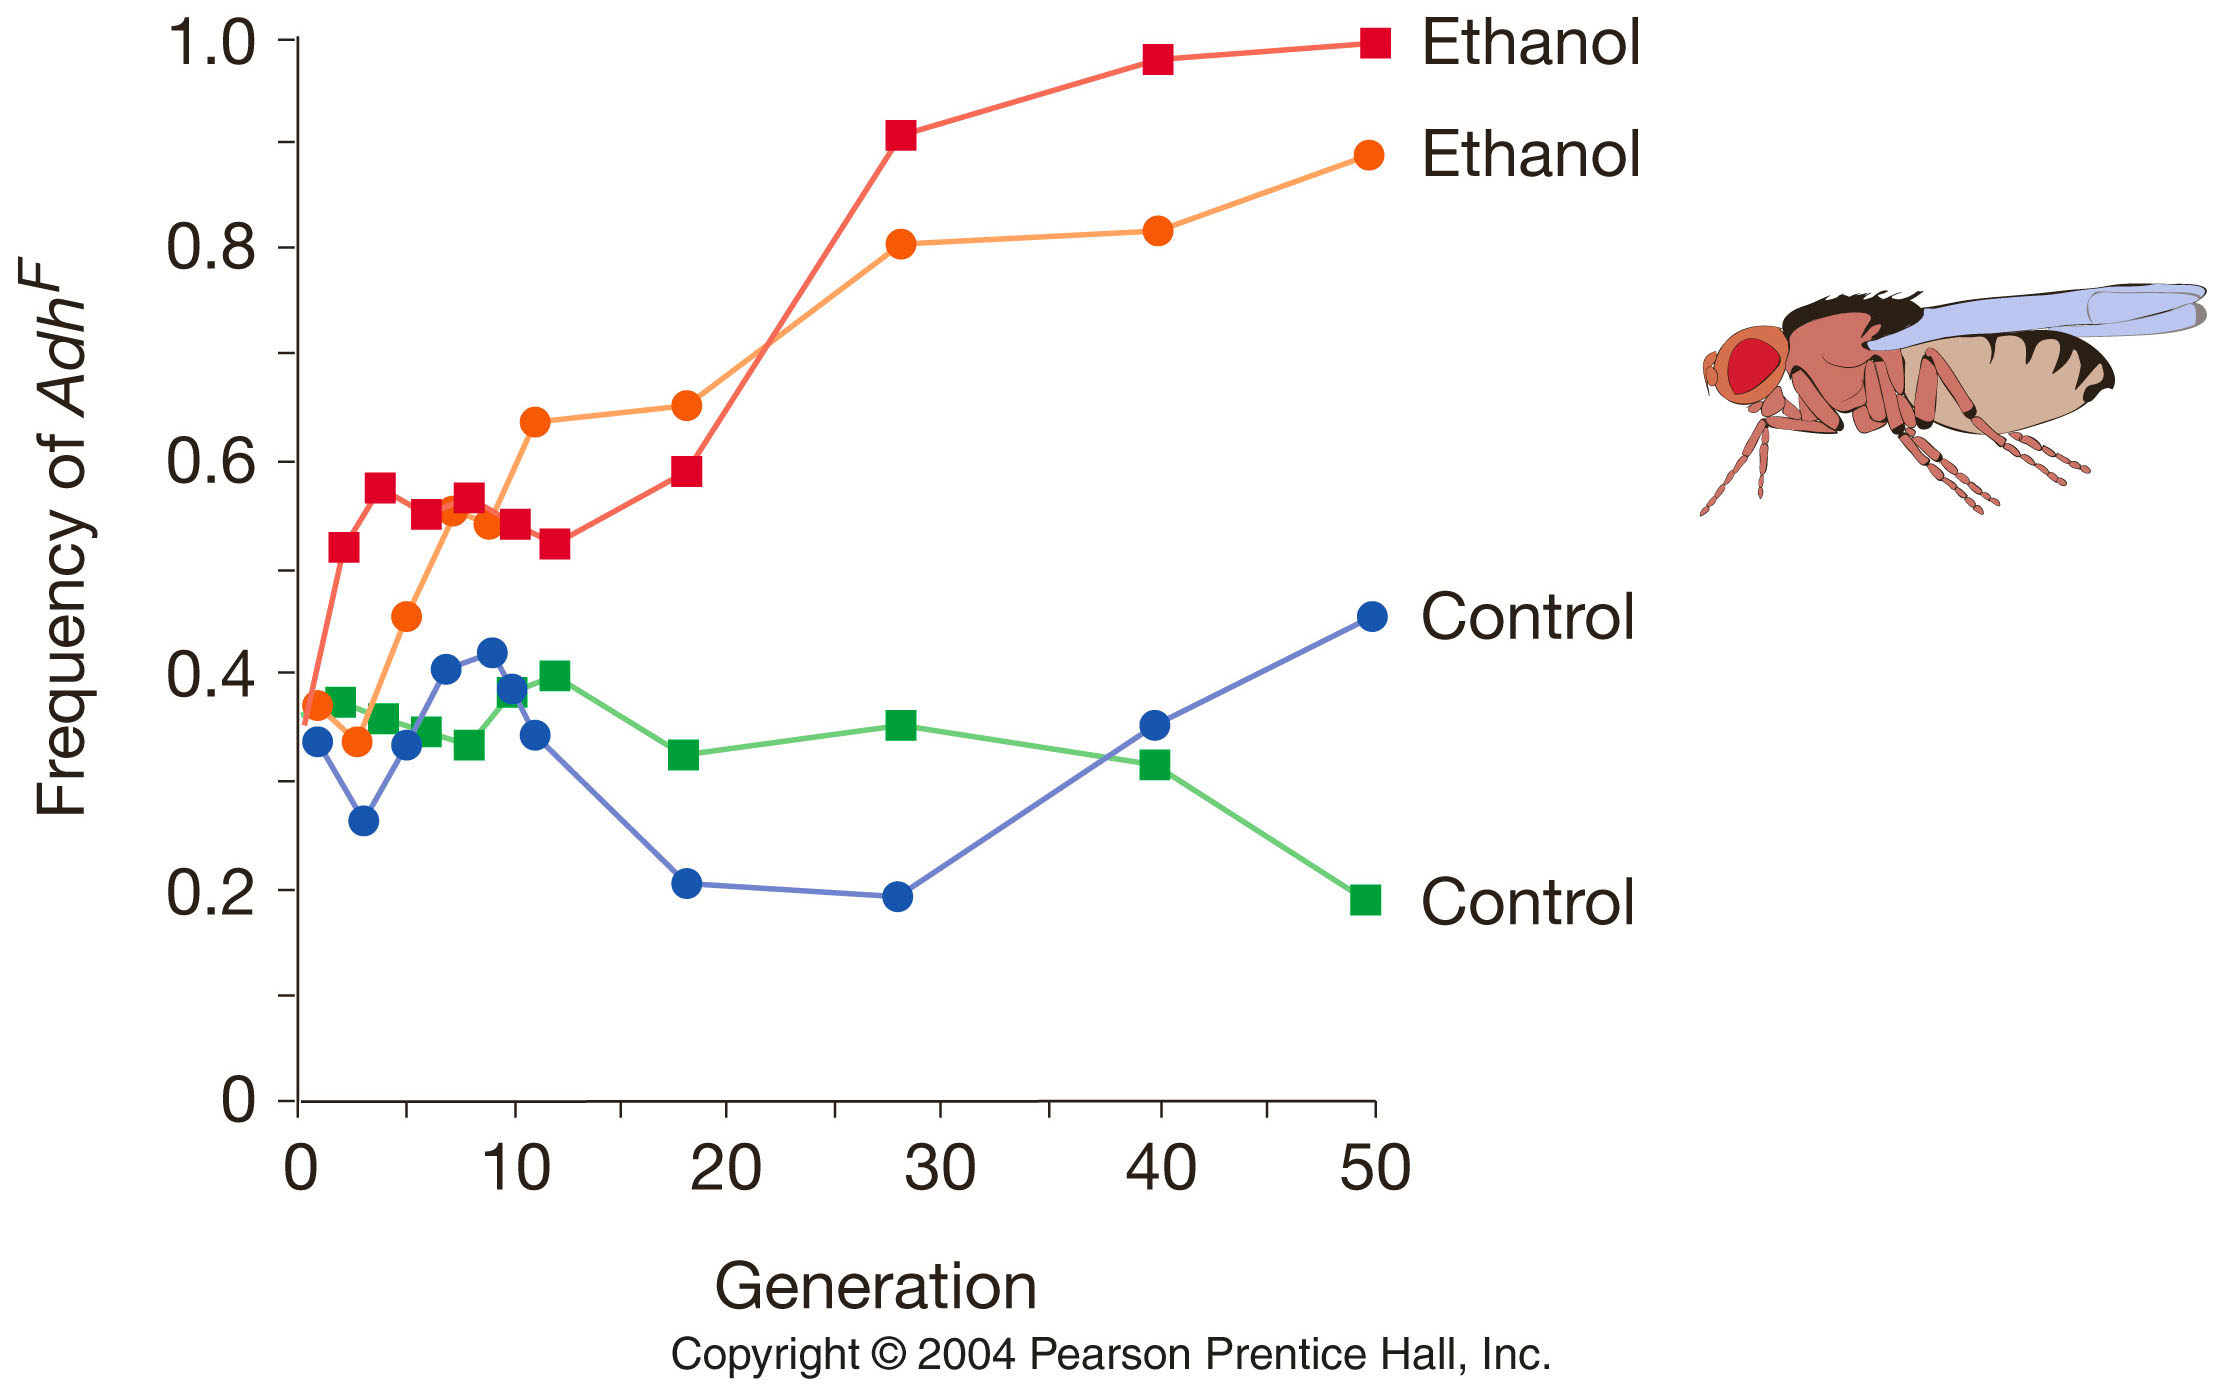 1.0
0.8
0.6
0.4
0.2
0
Frequency of Adh^F
Ethanol
Ethanol
Control
Control
0 10 20 30 40 50
Generation
Copyright © 2004 Pearson Prentice Hall, Inc.